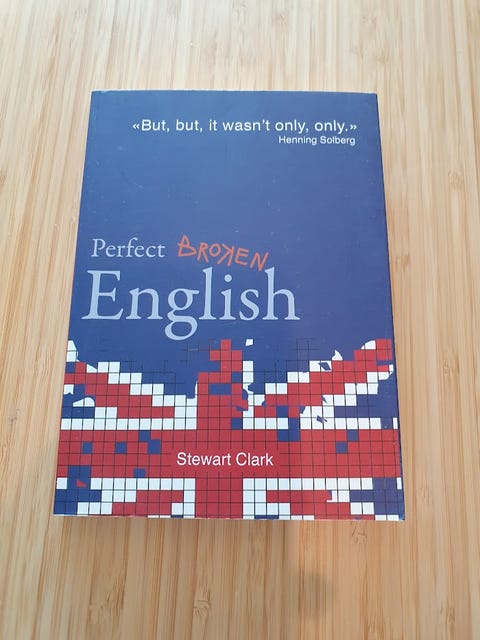 «But, but, it wasn't only, only.»
Henning Solberg
Perfect BROKEN
English
Stewart Clark